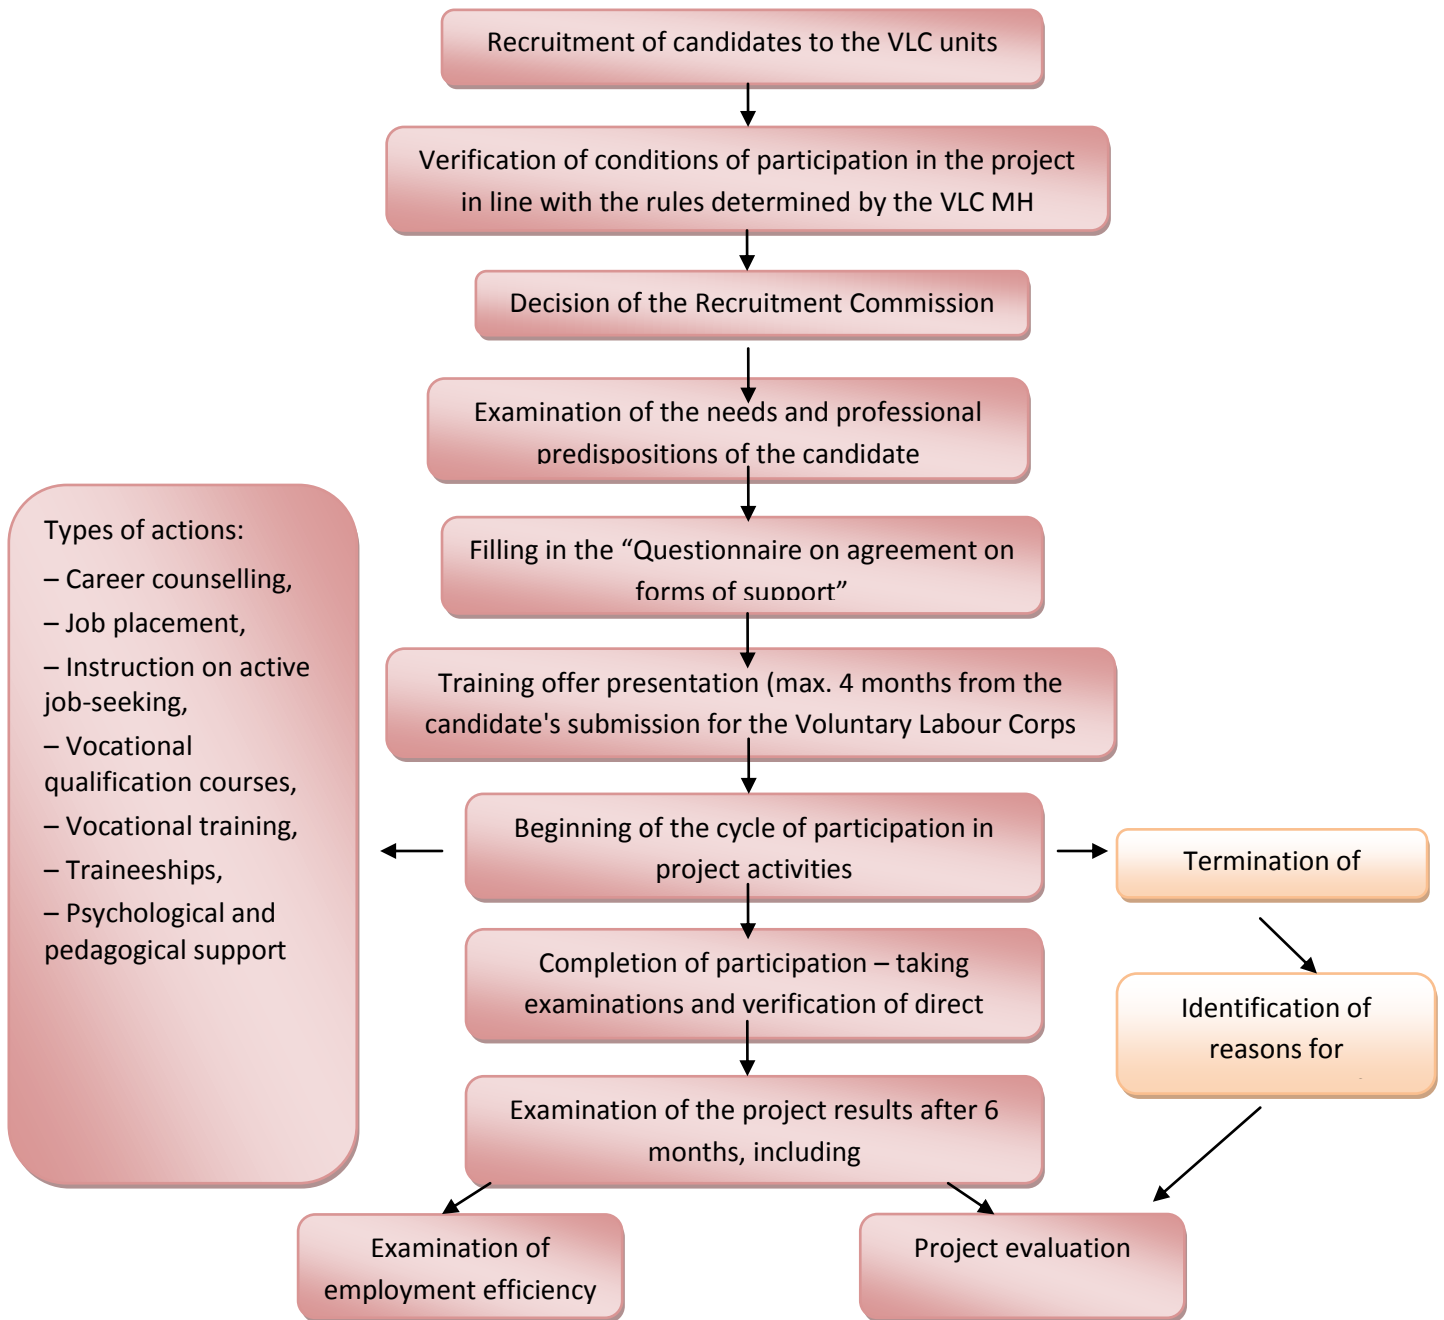 Recruitment of candidates to the VLC units
Verification of conditions of participation in the project
in line with the rules determined by the VLC MH
Decision of the Recruitment Commission
Examination of the needs and professional
predispositions of the candidate
Filling in the “Questionnaire on agreement on
forms of support”
Training offer presentation (max. 4 months from the
candidate's submission for the Voluntary Labour Corps
Types of actions:
– Career counselling,
– Job placement,
– Instruction on active
job-seeking,
– Vocational
qualification courses,
– Vocational training,
– Traineeships,
– Psychological and
pedagogical support
Beginning of the cycle of participation in
project activities
Termination of
Completion of participation – taking
examinations and verification of direct
Identification of
reasons for
Examination of the project results after 6
months, including
Examination of
employment efficiency
Project evaluation